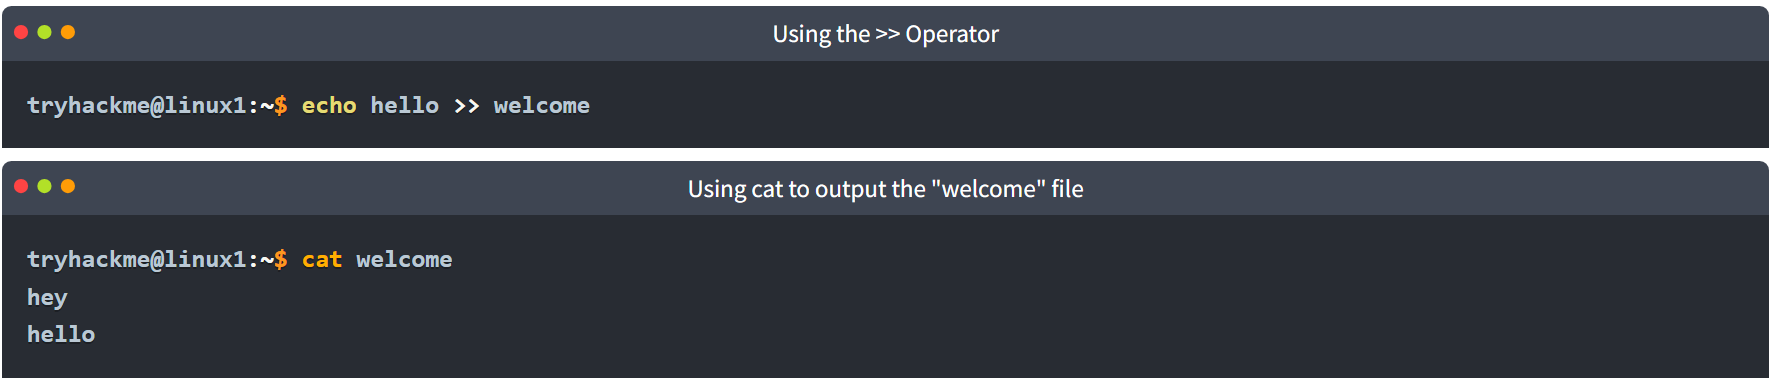 Using the >> Operator
tryhackme@linux1:~$ echo hello >> welcome
Using cat to output the "welcome" file
tryhackme@linux1:~$ cat welcome
hey
hello